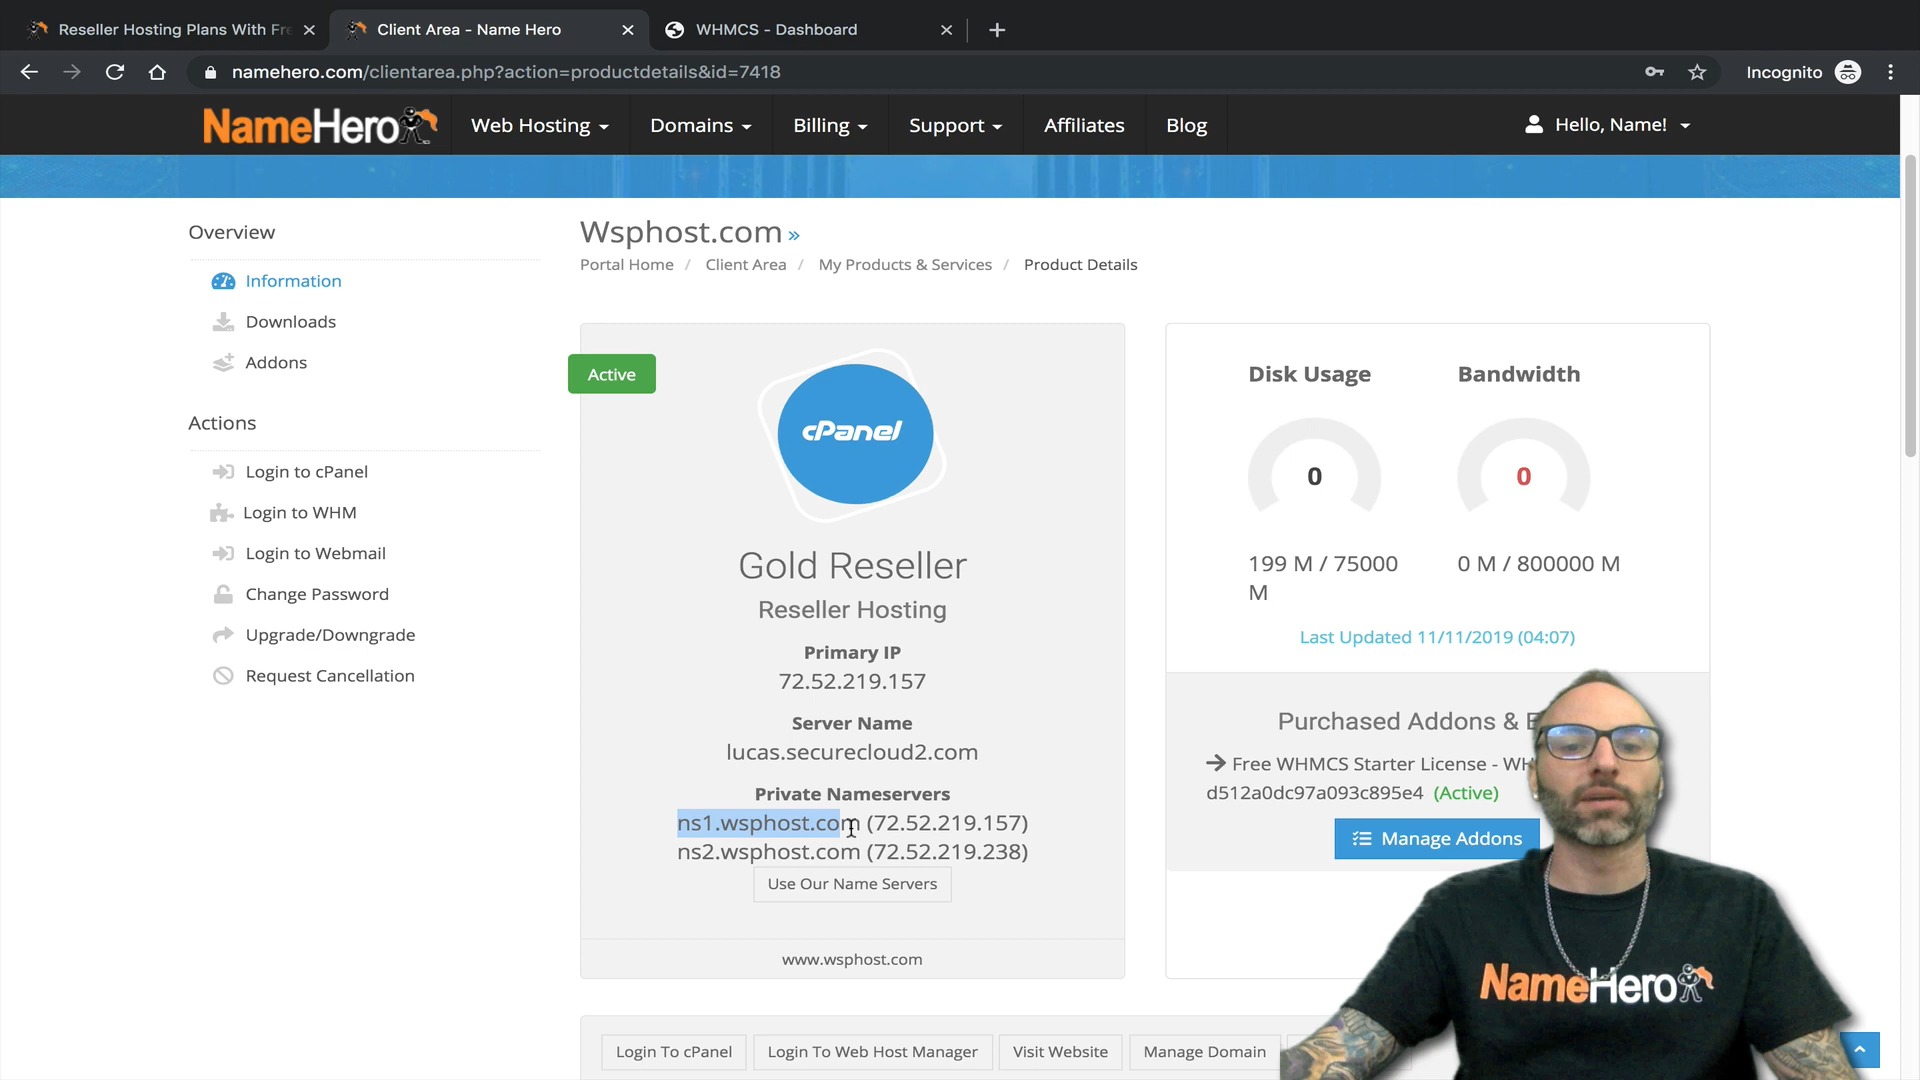 Reseller Hosting Plans With Fre
Client Area - Name Hero
WHMCS - Dashboard
namehero.com/clientarea.php?action=productdetails&id=7418
Incognito
NameHero
Web Hosting
Domains
Billing
Support
Affiliates
Blog
Hello, Name!
Overview
Information
Downloads
Addons
Actions
Login to cPanel
Login to WHM
Login to Webmail
Change Password
Upgrade/Downgrade
Request Cancellation
Wsphost.com »
Portal Home / Client Area / My Products & Services / Product Details
Active
cPanel
Gold Reseller
Reseller Hosting
Primary IP
72.52.219.157
Server Name
lucas.securecloud2.com
Private Nameservers
ns1.wsphost.com (72.52.219.157)
ns2.wsphost.com (72.52.219.238)
Use Our Name Servers
www.wsphost.com
Disk Usage
0
199 M / 75000
M
Bandwidth
0
0 M / 800000 M
Last Updated 11/11/2019 (04:07)
Purchased Addons & E
Free WHMCS Starter License - WH
d512a0dc97a093c895e4 (Active)
Manage Addons
NameHero
Login To cPanel
Login To Web Host Manager
Visit Website
Manage Domain